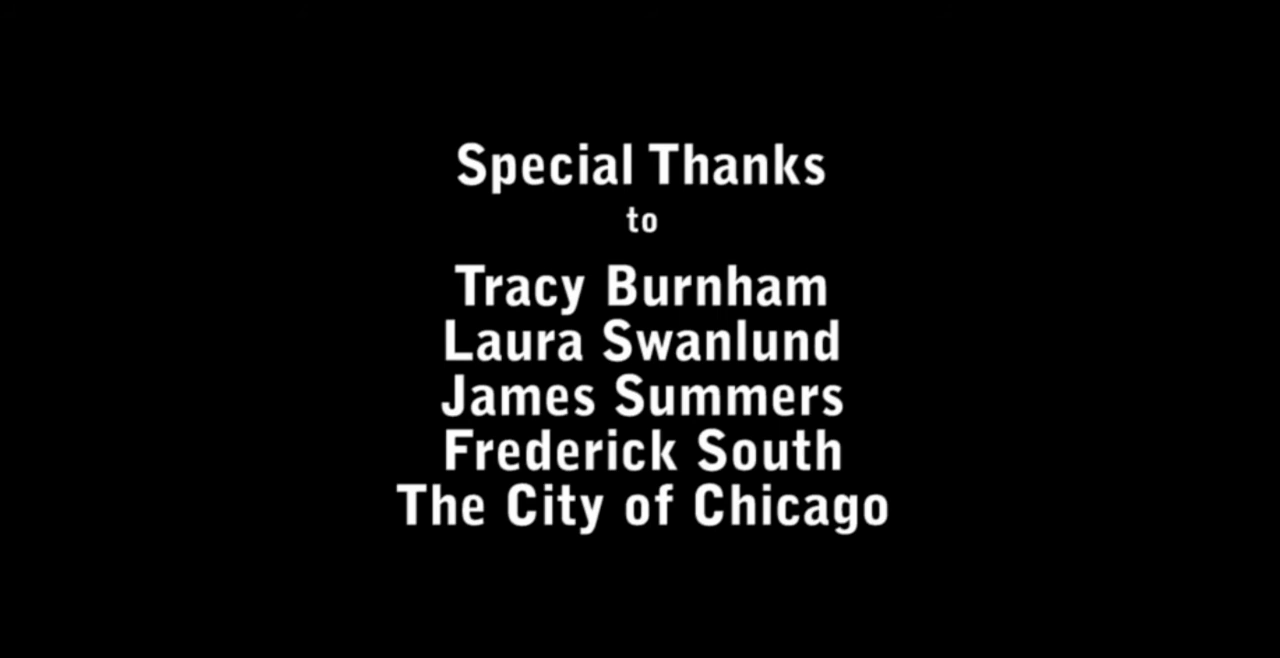 Special Thanks
to
Tracy Burnham
Laura Swanlund
James Summers
Frederick South
The City of Chicago